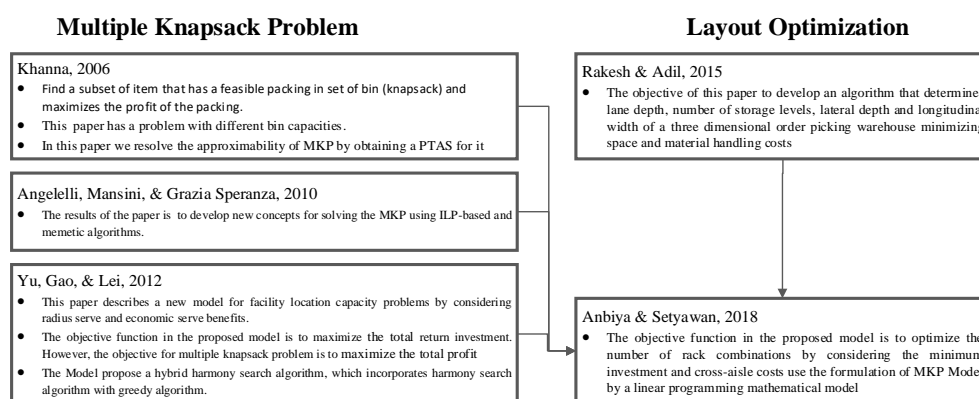 Multiple Knapsack Problem
Khanna, 2006
● Find a subset of item that has a feasible packing in set of bin (knapsack) and
maximizes the profit of the packing.
● This paper has a problem with different bin capacities.
● In this paper we resolve the approximability of MKP by obtaining a PTAS for it
Angelelli, Mansini, & Grazia Speranza, 2010
● The results of the paper is to develop new concepts for solving the MKP using ILP-based and
memetic algorithms.
Yu, Gao, & Lei, 2012
● This paper describes a new model for facility location capacity problems by considering
radius serve and economic serve benefits.
● The objective function in the proposed model is to maximize the total return investment.
However, the objective for multiple knapsack problem is to maximize the total profit
● The Model propose a hybrid harmony search algorithm, which incorporates harmony search
algorithm with greedy algorithm.
Layout Optimization
Rakesh & Adil, 2015
● The objective of this paper to develop an algorithm that determine
lane depth, number of storage levels, lateral depth and longitudina
width of a three dimensional order picking warehouse minimizing
space and material handling costs
Anbiya & Setyawan, 2018
● The objective function in the proposed model is to optimize the
number of rack combinations by considering the minimum
investment and cross-aisle costs use the formulation of MKP Mode
by a linear programming mathematical model